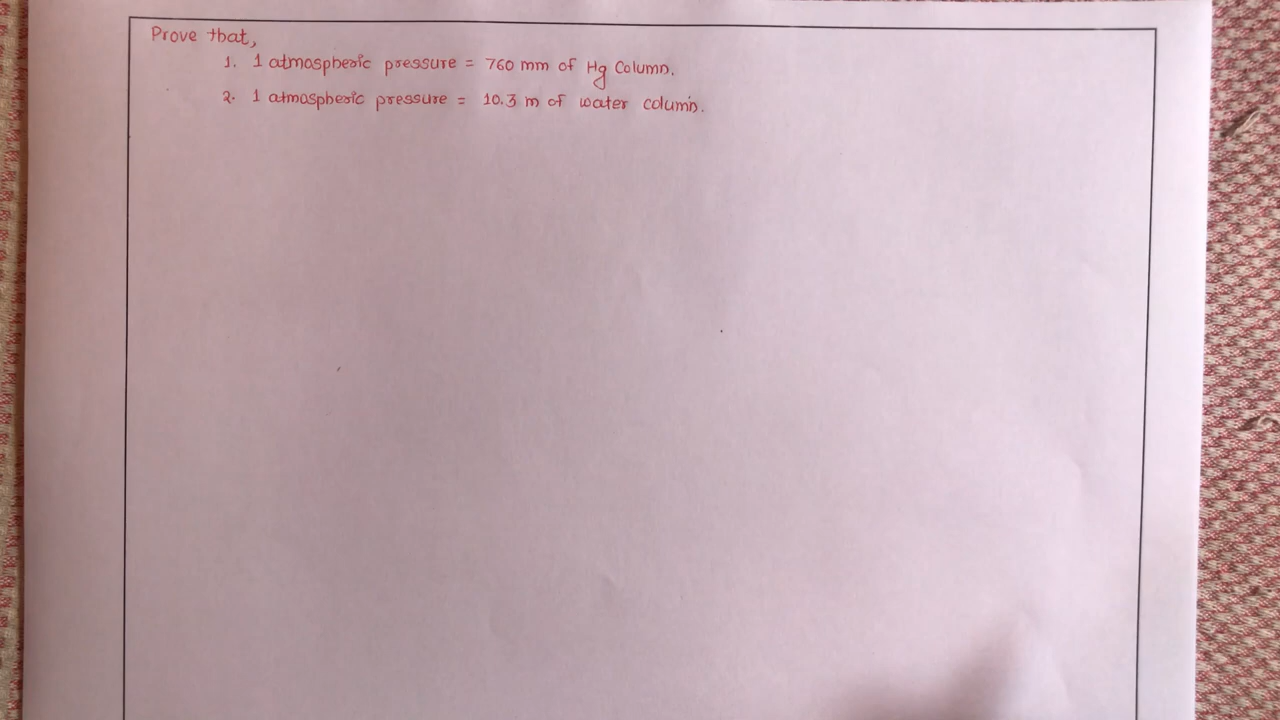 Prove that,
1. 1 atmospheric pressure = 760 mm of Hg Column.
2. 1 atmospheric pressure = 10.3 m of water column.